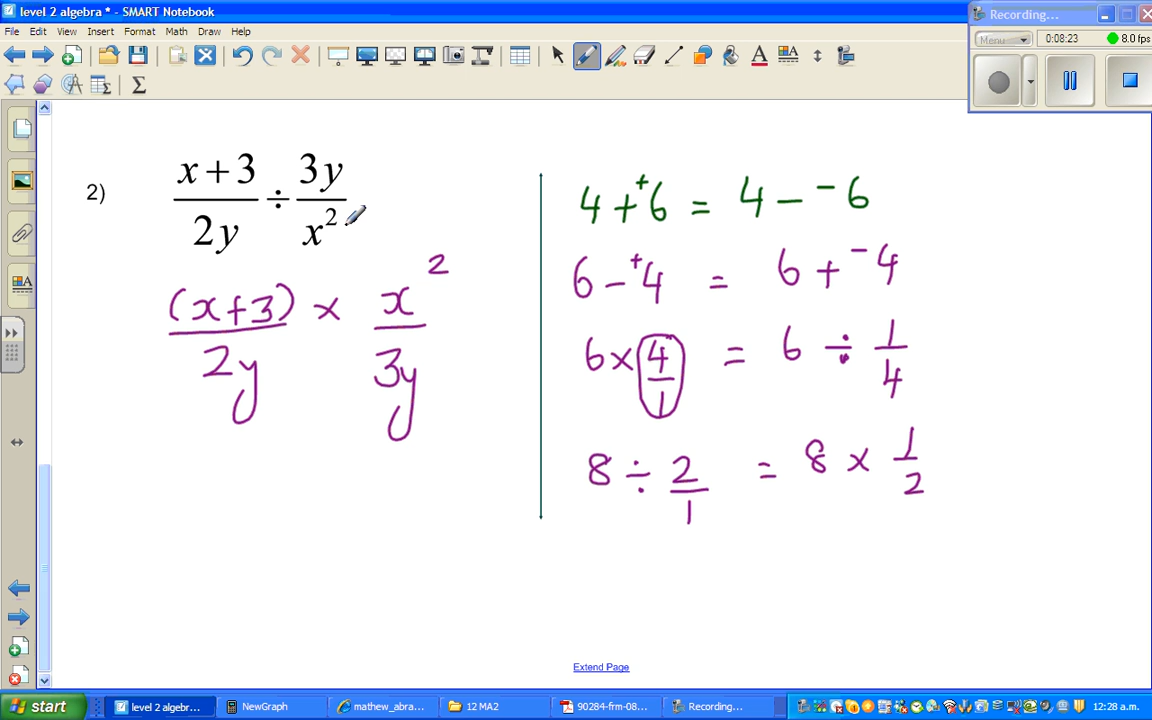 level 2 algebra * - SMART Notebook
File Edit View Insert Format Math Draw Help
Recording...
Menu 0:08:23 8.0 fps
2) x + 3 / 2y ÷ 3y / x²
(x+3) / 2y × x² / 3y
4 + ⁺6 = 4 − ⁻6
6 − ⁺4 = 6 + ⁻4
6 × 4/1 = 6 ÷ 1/4
8 ÷ 2/1 = 8 × 1/2
Extend Page
start level 2 algebra... NewGraph mathew_abra... 12 MA2 90284-frm-08... Recording... 12:28 a.m.